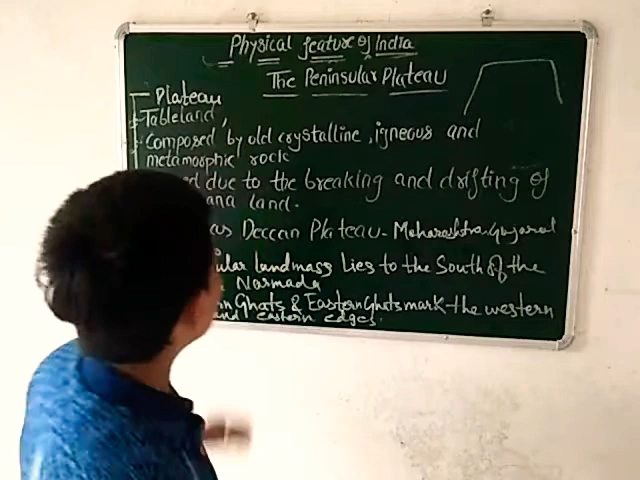 Physical feature of India
The Peninsular Plateau
Plateau
Tableland,
Composed by old crystalline, igneous and
metamorphic rock
due to the breaking and drifting of
land.
Deccan Plateau - Maharashtra, Gujarat
landmass Lies to the South of the
Narmada
Ghats & Eastern Ghats mark the western
and eastern edges.